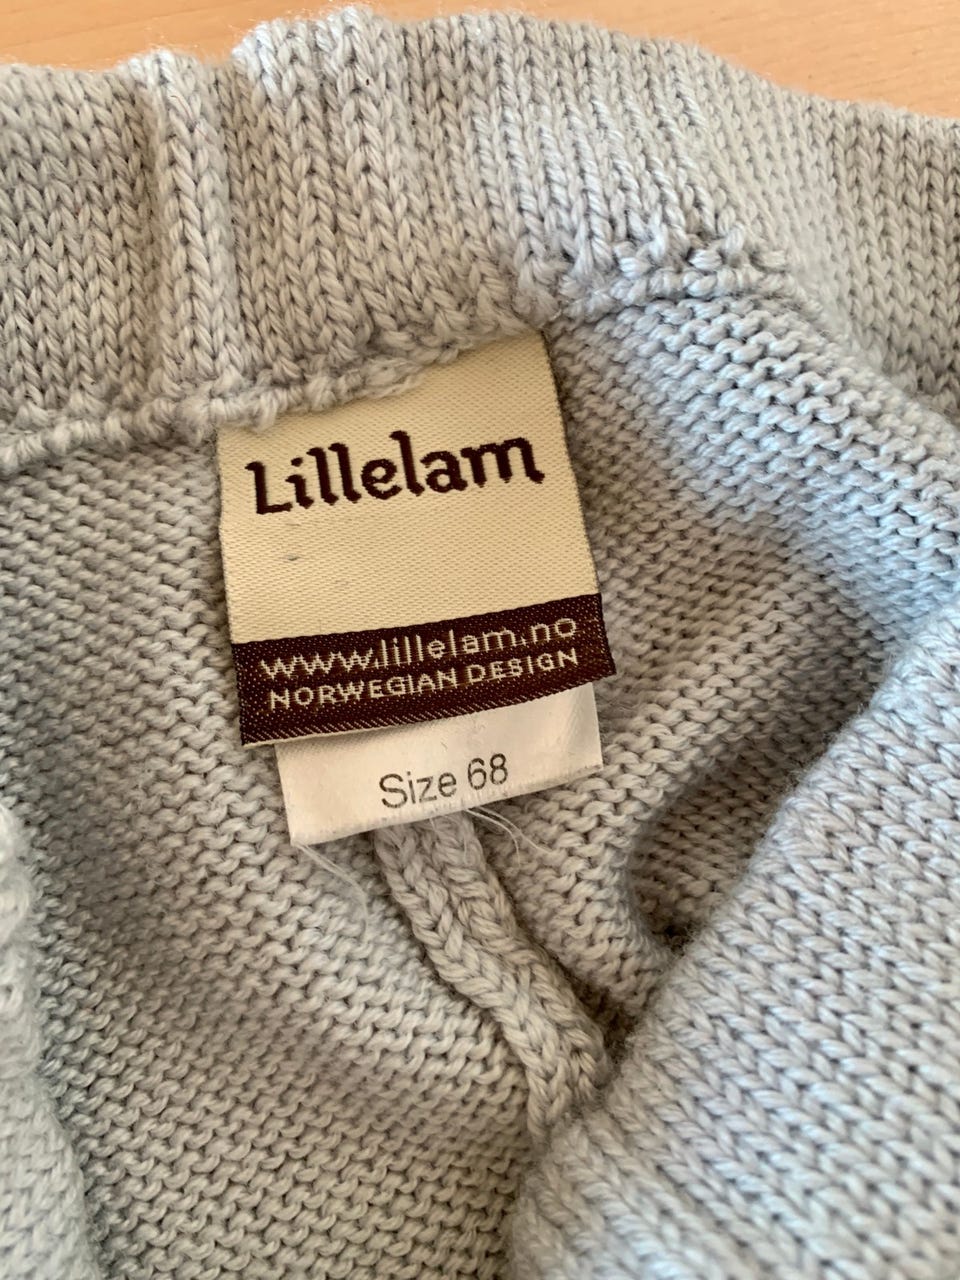 Lillelam
www.lillelam.no
NORWEGIAN DESIGN
Size 68